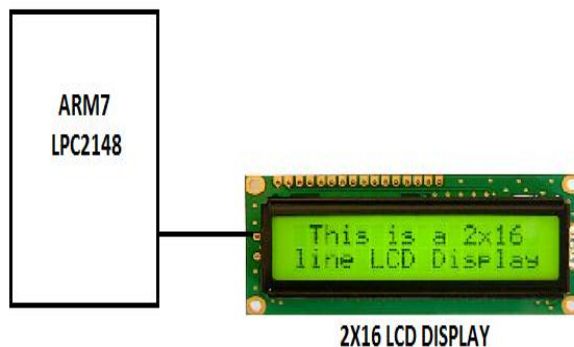 ARM7
LPC2148
This is a 2x16
line LCD Display
2X16 LCD DISPLAY